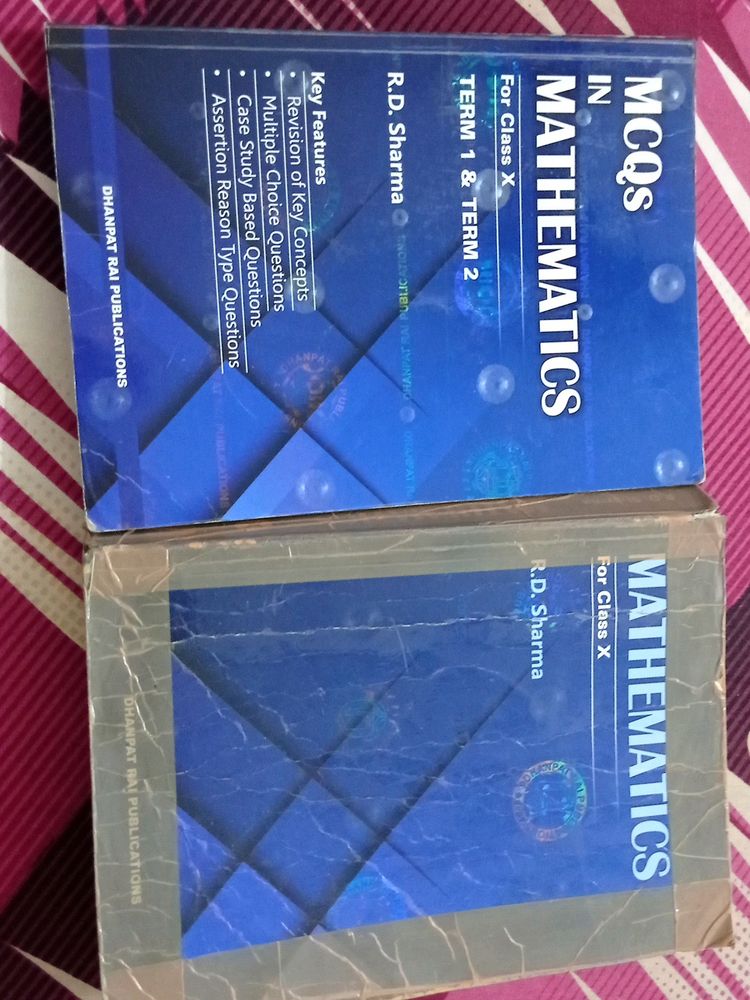 MCQs
IN
MATHEMATICS
For Class X
TERM 1 & TERM 2
R.D. Sharma
Key Features
• Revision of Key Concepts
• Multiple Choice Questions
• Case Study Based Questions
• Assertion Reason Type Questions
DHANPAT RAI PUBLICATIONS
MATHEMATICS
For Class X
R.D. Sharma
DHANPAT RAI PUBLICATIONS